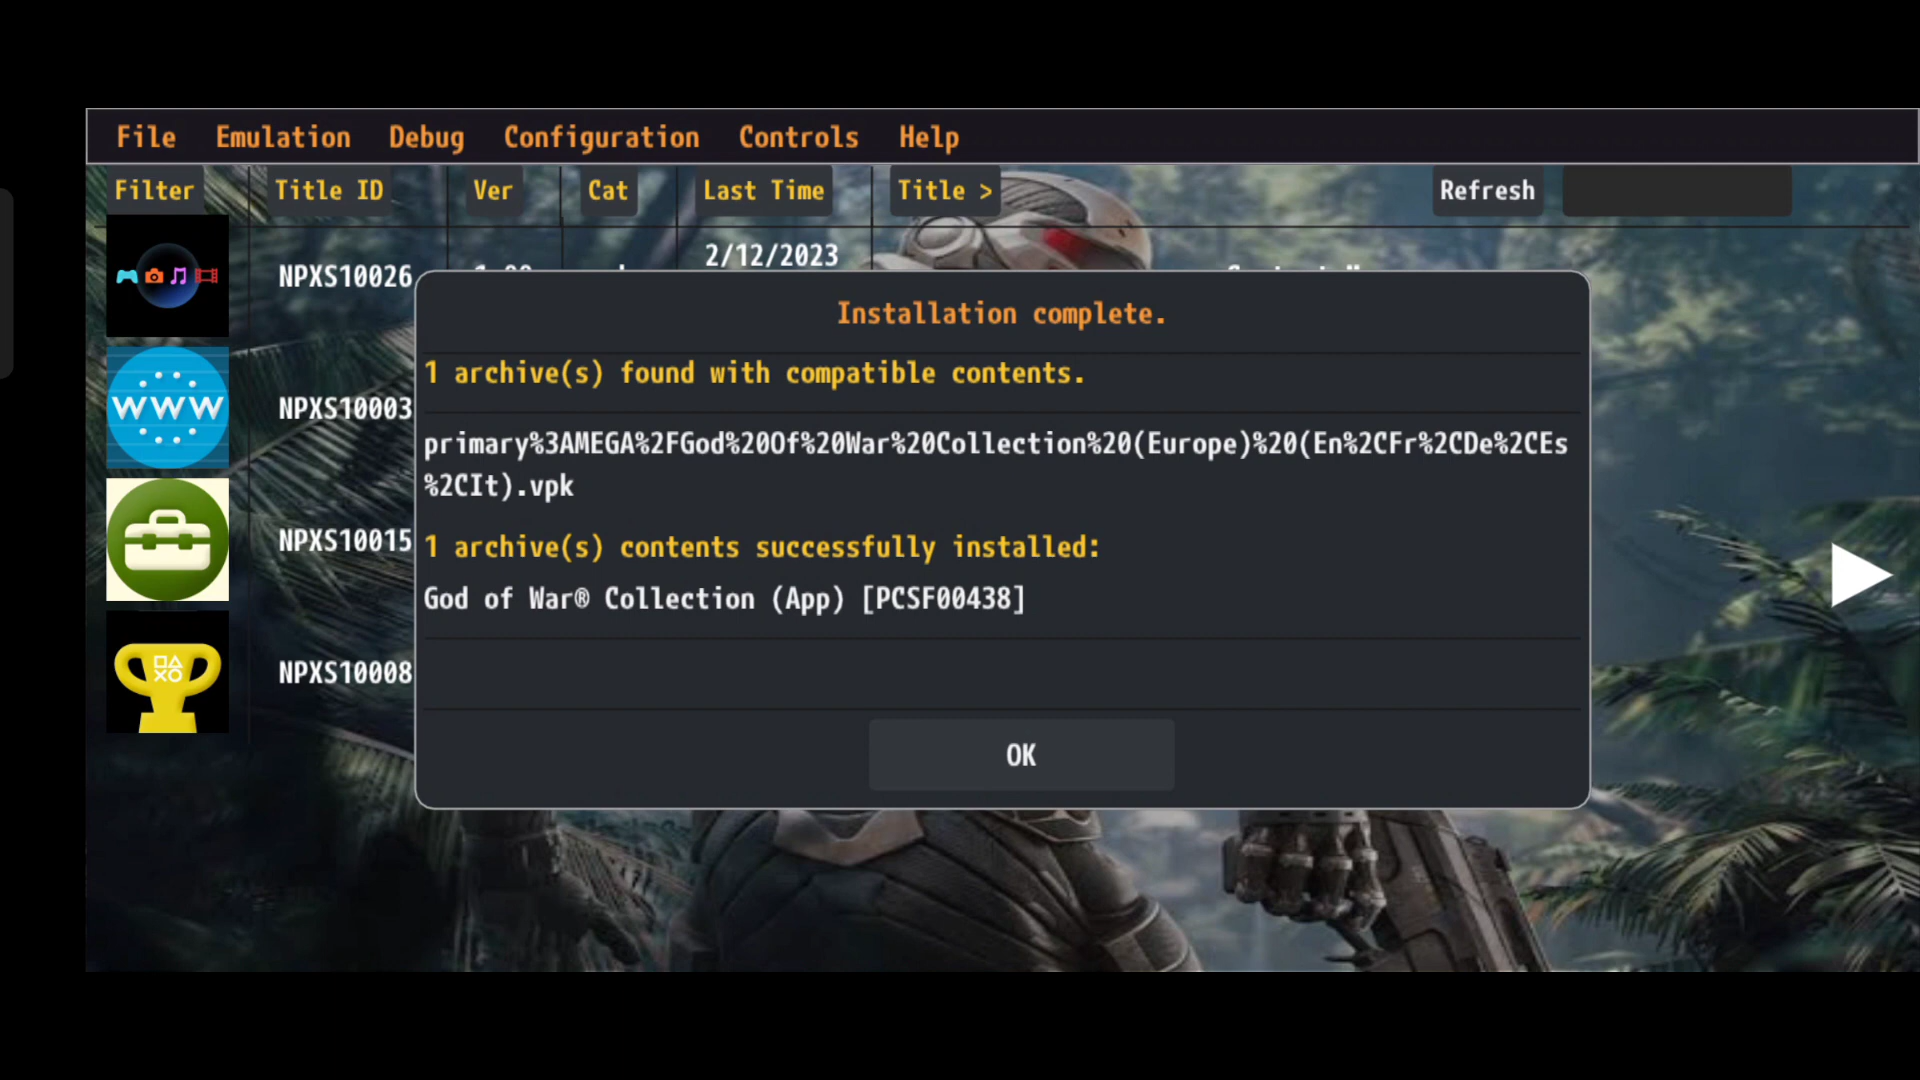 File Emulation Debug Configuration Controls Help
Filter Title ID Ver Cat Last Time Title > Refresh
2/12/2023
NPXS10026
Installation complete.
1 archive(s) found with compatible contents.
WWW
NPXS10003
primary%3AMEGA%2FGod%20Of%20War%20Collection%20(Europe)%20(En%2CFr%2CDe%2CEs
%2CIt).vpk
NPXS10015
1 archive(s) contents successfully installed:
God of War® Collection (App) [PCSF00438]
NPXS10008
OK